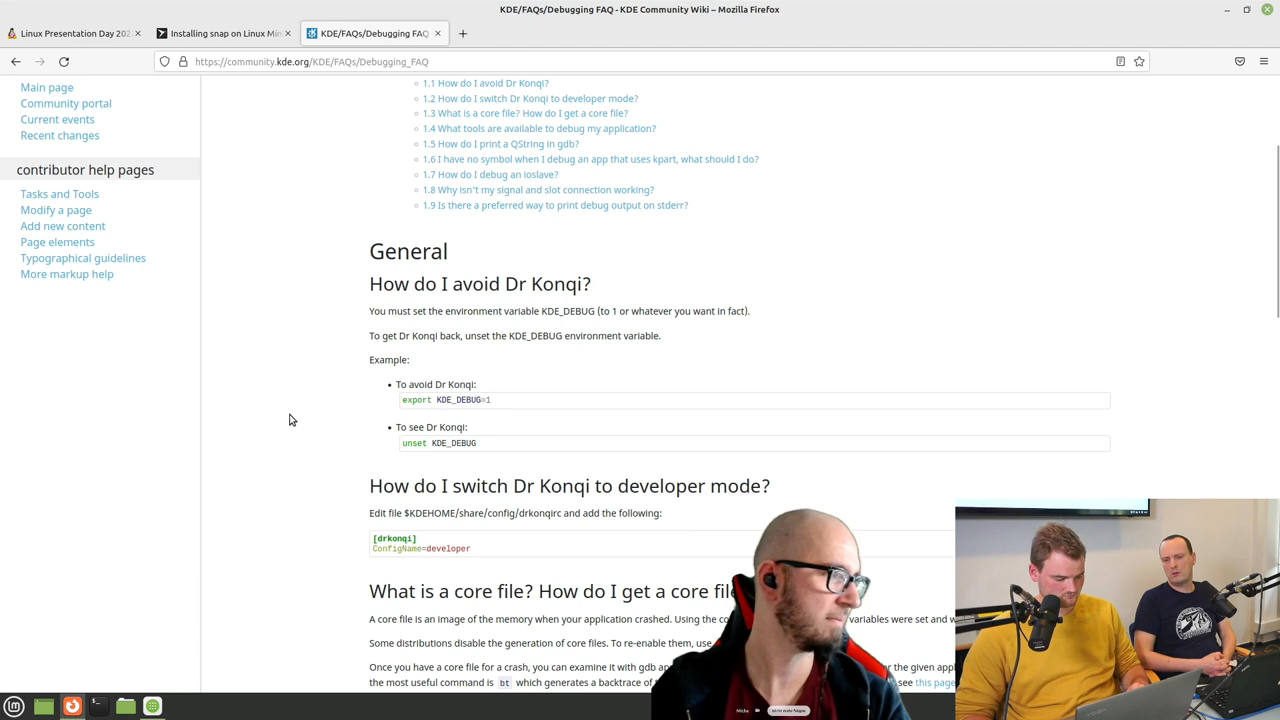 KDE/FAQs/Debugging FAQ - KDE Community Wiki – Mozilla Firefox
Linux Presentation Day 202
Installing snap on Linux Min
KDE/FAQs/Debugging FAQ
https://community.kde.org/KDE/FAQs/Debugging_FAQ
Main page
Community portal
Current events
Recent changes
contributor help pages
Tasks and Tools
Modify a page
Add new content
Page elements
Typographical guidelines
More markup help
1.1 How do I avoid Dr Konqi?
1.2 How do I switch Dr Konqi to developer mode?
1.3 What is a core file? How do I get a core file?
1.4 What tools are available to debug my application?
1.5 How do I print a QString in gdb?
1.6 I have no symbol when I debug an app that uses kpart, what should I do?
1.7 How do I debug an ioslave?
1.8 Why isn't my signal and slot connection working?
1.9 Is there a preferred way to print debug output on stderr?
General
How do I avoid Dr Konqi?
You must set the environment variable KDE_DEBUG (to 1 or whatever you want in fact).
To get Dr Konqi back, unset the KDE_DEBUG environment variable.
Example:
• To avoid Dr Konqi:
export KDE_DEBUG=1
• To see Dr Konqi:
unset KDE_DEBUG
How do I switch Dr Konqi to developer mode?
Edit file $KDEHOME/share/config/drkonqirc and add the following:
[drkonqi]
ConfigName=developer
What is a core file? How do I get a core file
A core file is an image of the memory when your application crashed. Using the co variables were set and w
Some distributions disable the generation of core files. To re-enable them, use
Once you have a core file for a crash, you can examine it with gdb ap r the given appl
the most useful command is bt which generates a backtrace of see this page
Micha